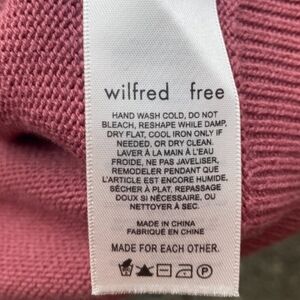 wilfred free
HAND WASH COLD, DO NOT
BLEACH, RESHAPE WHILE DAMP,
DRY FLAT, COOL IRON ONLY IF
NEEDED, OR DRY CLEAN.
LAVER À LA MAIN À L'EAU
FROIDE, NE PAS JAVELISER,
REMODELER PENDANT QUE
L'ARTICLE EST ENCORE HUMIDE,
SÉCHER À PLAT, REPASSAGE
DOUX SI NÉCESSAIRE, OU
NETTOYER À SEC.
MADE IN CHINA
FABRIQUÉ EN CHINE
MADE FOR EACH OTHER.
P